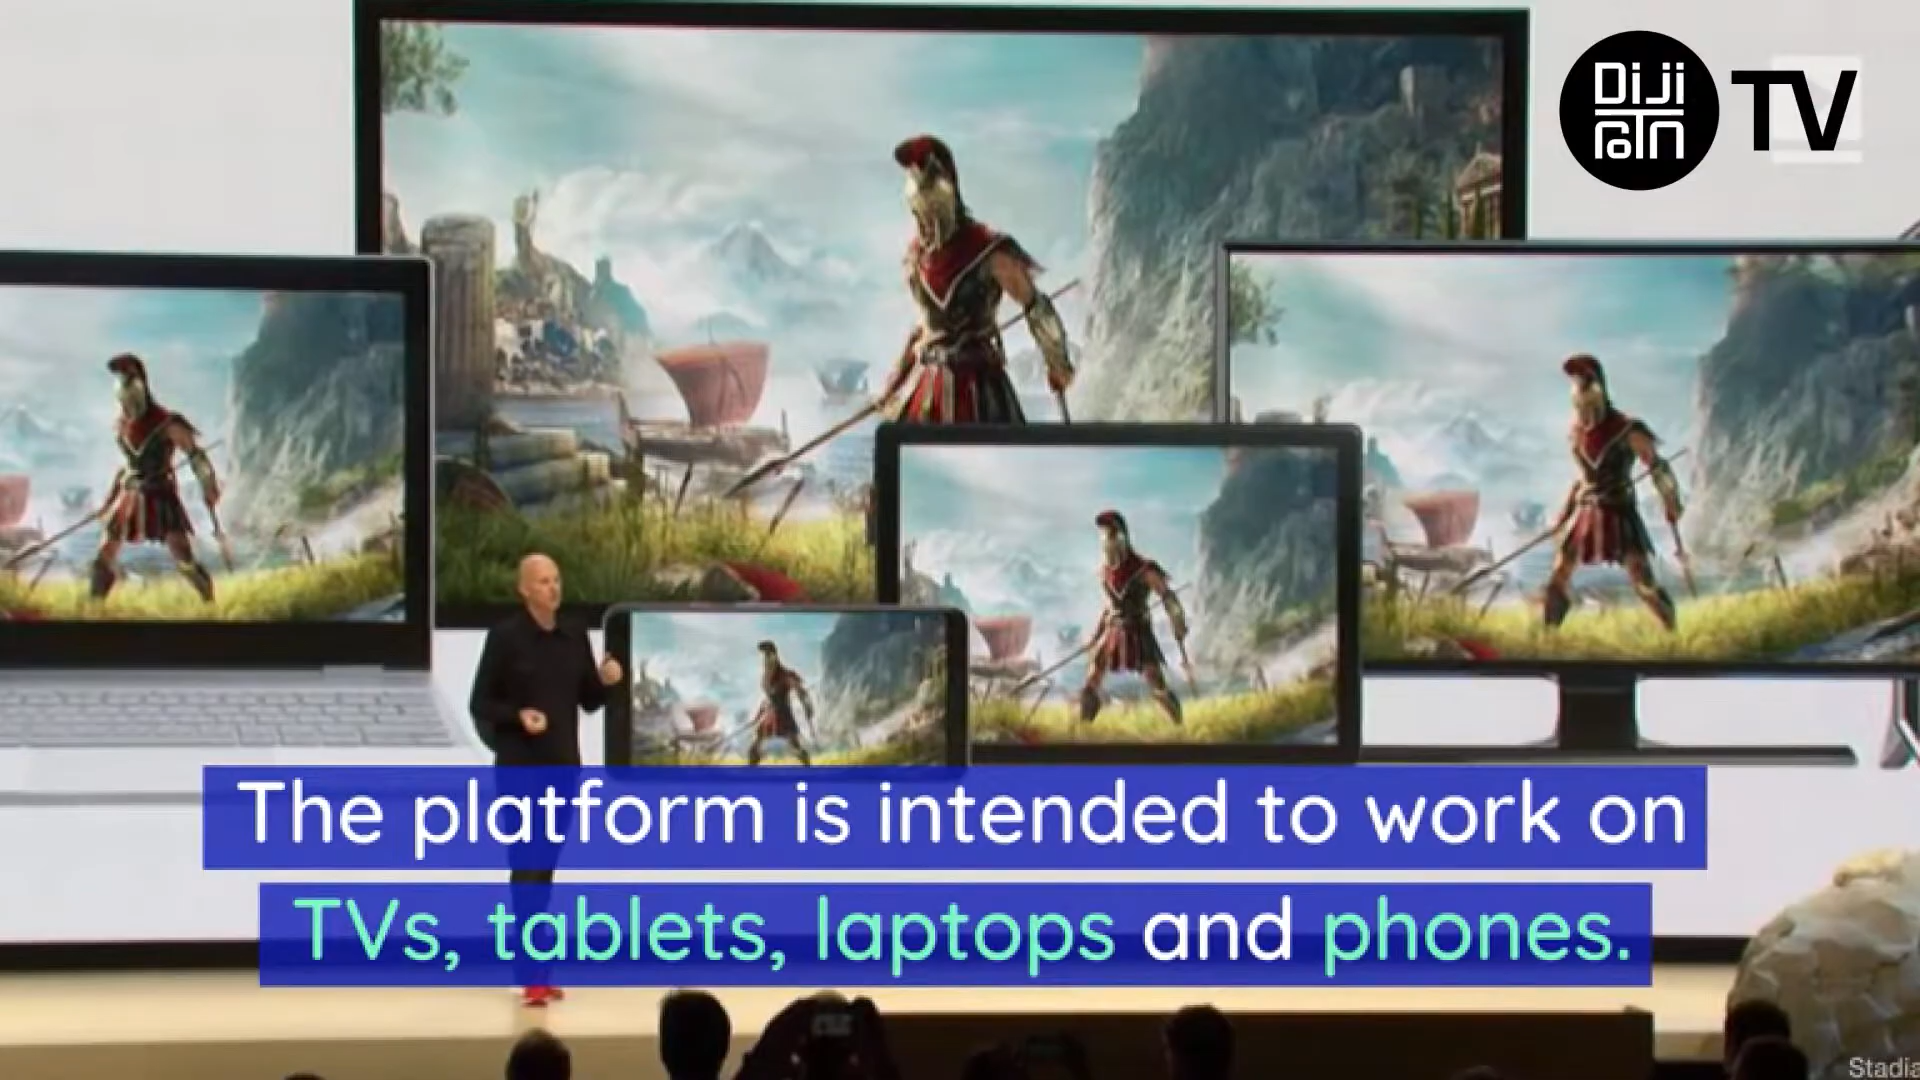 Diji
TV
The platform is intended to work on
TVs, tablets, laptops and phones.
Stadia